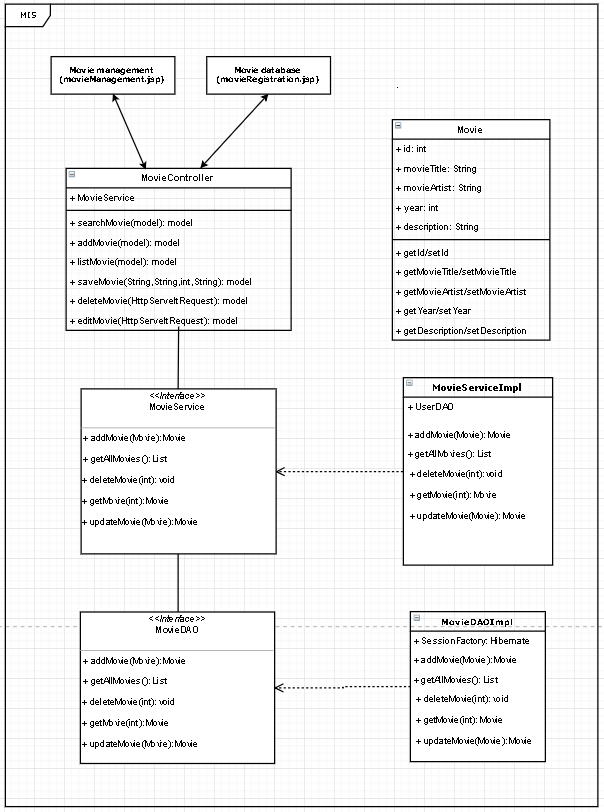 MIS
Movie management
(movieManagement.jsp)
Movie database
(movieRegistration.jsp)
MovieController
+ MovieService
+ searchMovie(model): model
+ addMovie(model): model
+ listMovie(model): model
+ saveMovie(String,String,int,String): model
+ deleteMovie(HttpServeltRequest): model
+ editMovie(HttpServeltRequest): model
Movie
+ id: int
+ movieTitle: String
+ movieArtist: String
+ year: int
+ description: String
+ getId/setId
+ getMovieTitle/setMovieTitle
+ getMovieArtist/setMovieArtist
+ getYear/setYear
+ getDescription/setDescription
<<Interface>>
MovieService
+ addMovie(Movie):Movie
+ getAllMovies(): List
+ deleteMovie(int): void
+ getMovie(int):Movie
+ updateMovie(Movie):Movie
MovieServiceImpl
+ UserDAO
+addMovie(Movie): Movie
+getAllMovies(): List
+ deleteMovie(int):void
+ getMovie(int): Movie
+ updateMovie(Movie): Movie
<<Interface>>
MovieDAO
+ addMovie(Movie):Movie
+ getAllMovies(): List
+ deleteMovie(int): void
+ getMovie(int):Movie
+ updateMovie(Movie):Movie
MovieDAOImpl
+ SessionFactory: Hibernate
+addMovie(Movie):Movie
+getAllMovies(): List
+ deleteMovie(int): void
+ getMovie(int): Movie
+ updateMovie(Movie):Movie